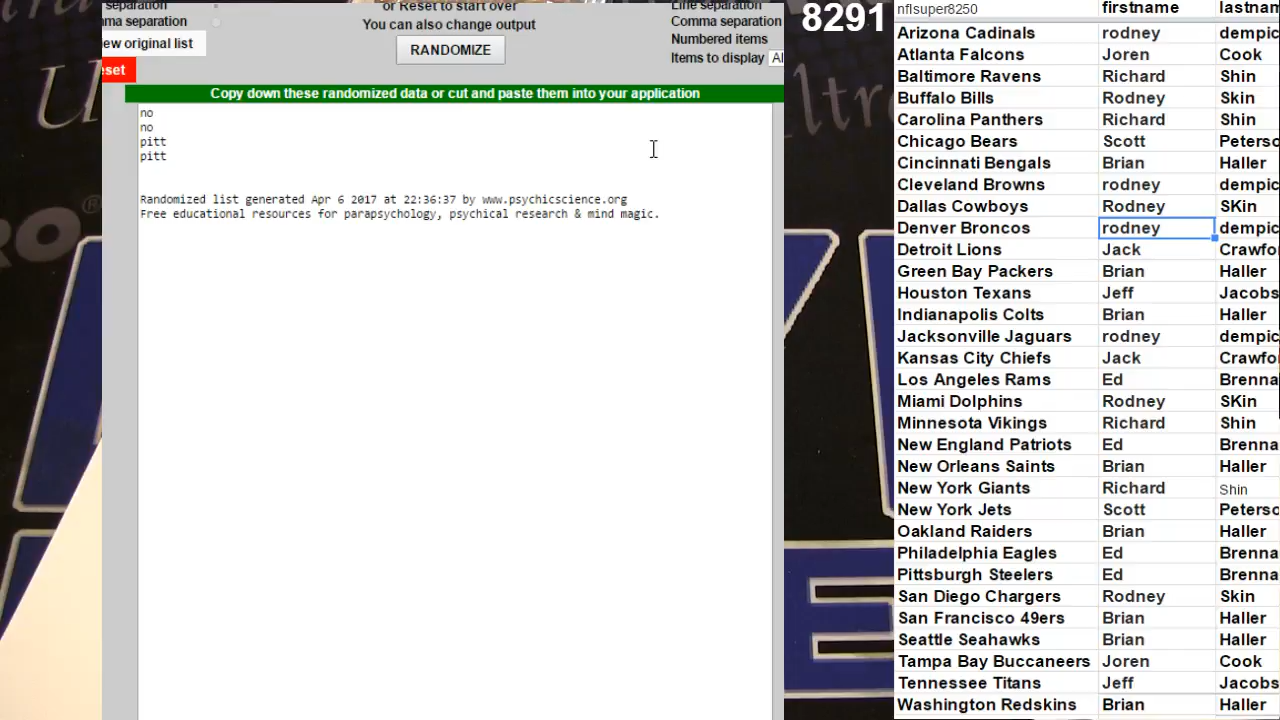 separation
or Reset to start over
Line separation
mma separation
You can also change output
Comma separation
ew original list
RANDOMIZE
Numbered items
Items to display
set
Copy down these randomized data or cut and paste them into your application
no
no
pitt
pitt
Randomized list generated Apr 6 2017 at 22:36:37 by www.psychicscience.org
Free educational resources for parapsychology, psychical research & mind magic.
8291
nflsuper8250 firstname lastnam
Arizona Cadinals rodney dempic
Atlanta Falcons Joren Cook
Baltimore Ravens Richard Shin
Buffalo Bills Rodney Skin
Carolina Panthers Richard Shin
Chicago Bears Scott Peterso
Cincinnati Bengals Brian Haller
Cleveland Browns rodney dempic
Dallas Cowboys Rodney SKin
Denver Broncos rodney dempic
Detroit Lions Jack Crawfo
Green Bay Packers Brian Haller
Houston Texans Jeff Jacobs
Indianapolis Colts Brian Haller
Jacksonville Jaguars rodney dempic
Kansas City Chiefs Jack Crawfo
Los Angeles Rams Ed Brenna
Miami Dolphins Rodney SKin
Minnesota Vikings Richard Shin
New England Patriots Ed Brenna
New Orleans Saints Brian Haller
New York Giants Richard Shin
New York Jets Scott Peterso
Oakland Raiders Brian Haller
Philadelphia Eagles Ed Brenna
Pittsburgh Steelers Ed Brenna
San Diego Chargers Rodney Skin
San Francisco 49ers Brian Haller
Seattle Seahawks Brian Haller
Tampa Bay Buccaneers Joren Cook
Tennessee Titans Jeff Jacobs
Washington Redskins Brian Haller